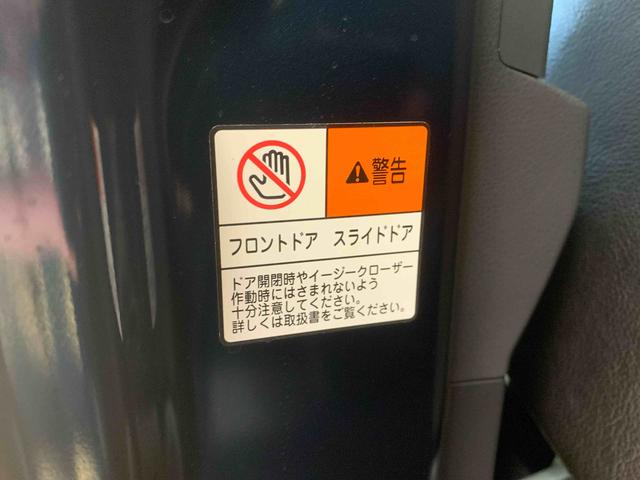 警告
フロントドア スライドドア
ドア開閉時やイージークローザー
作動時にはさまれないよう
十分注意してください。
詳しくは取扱書をご覧ください。